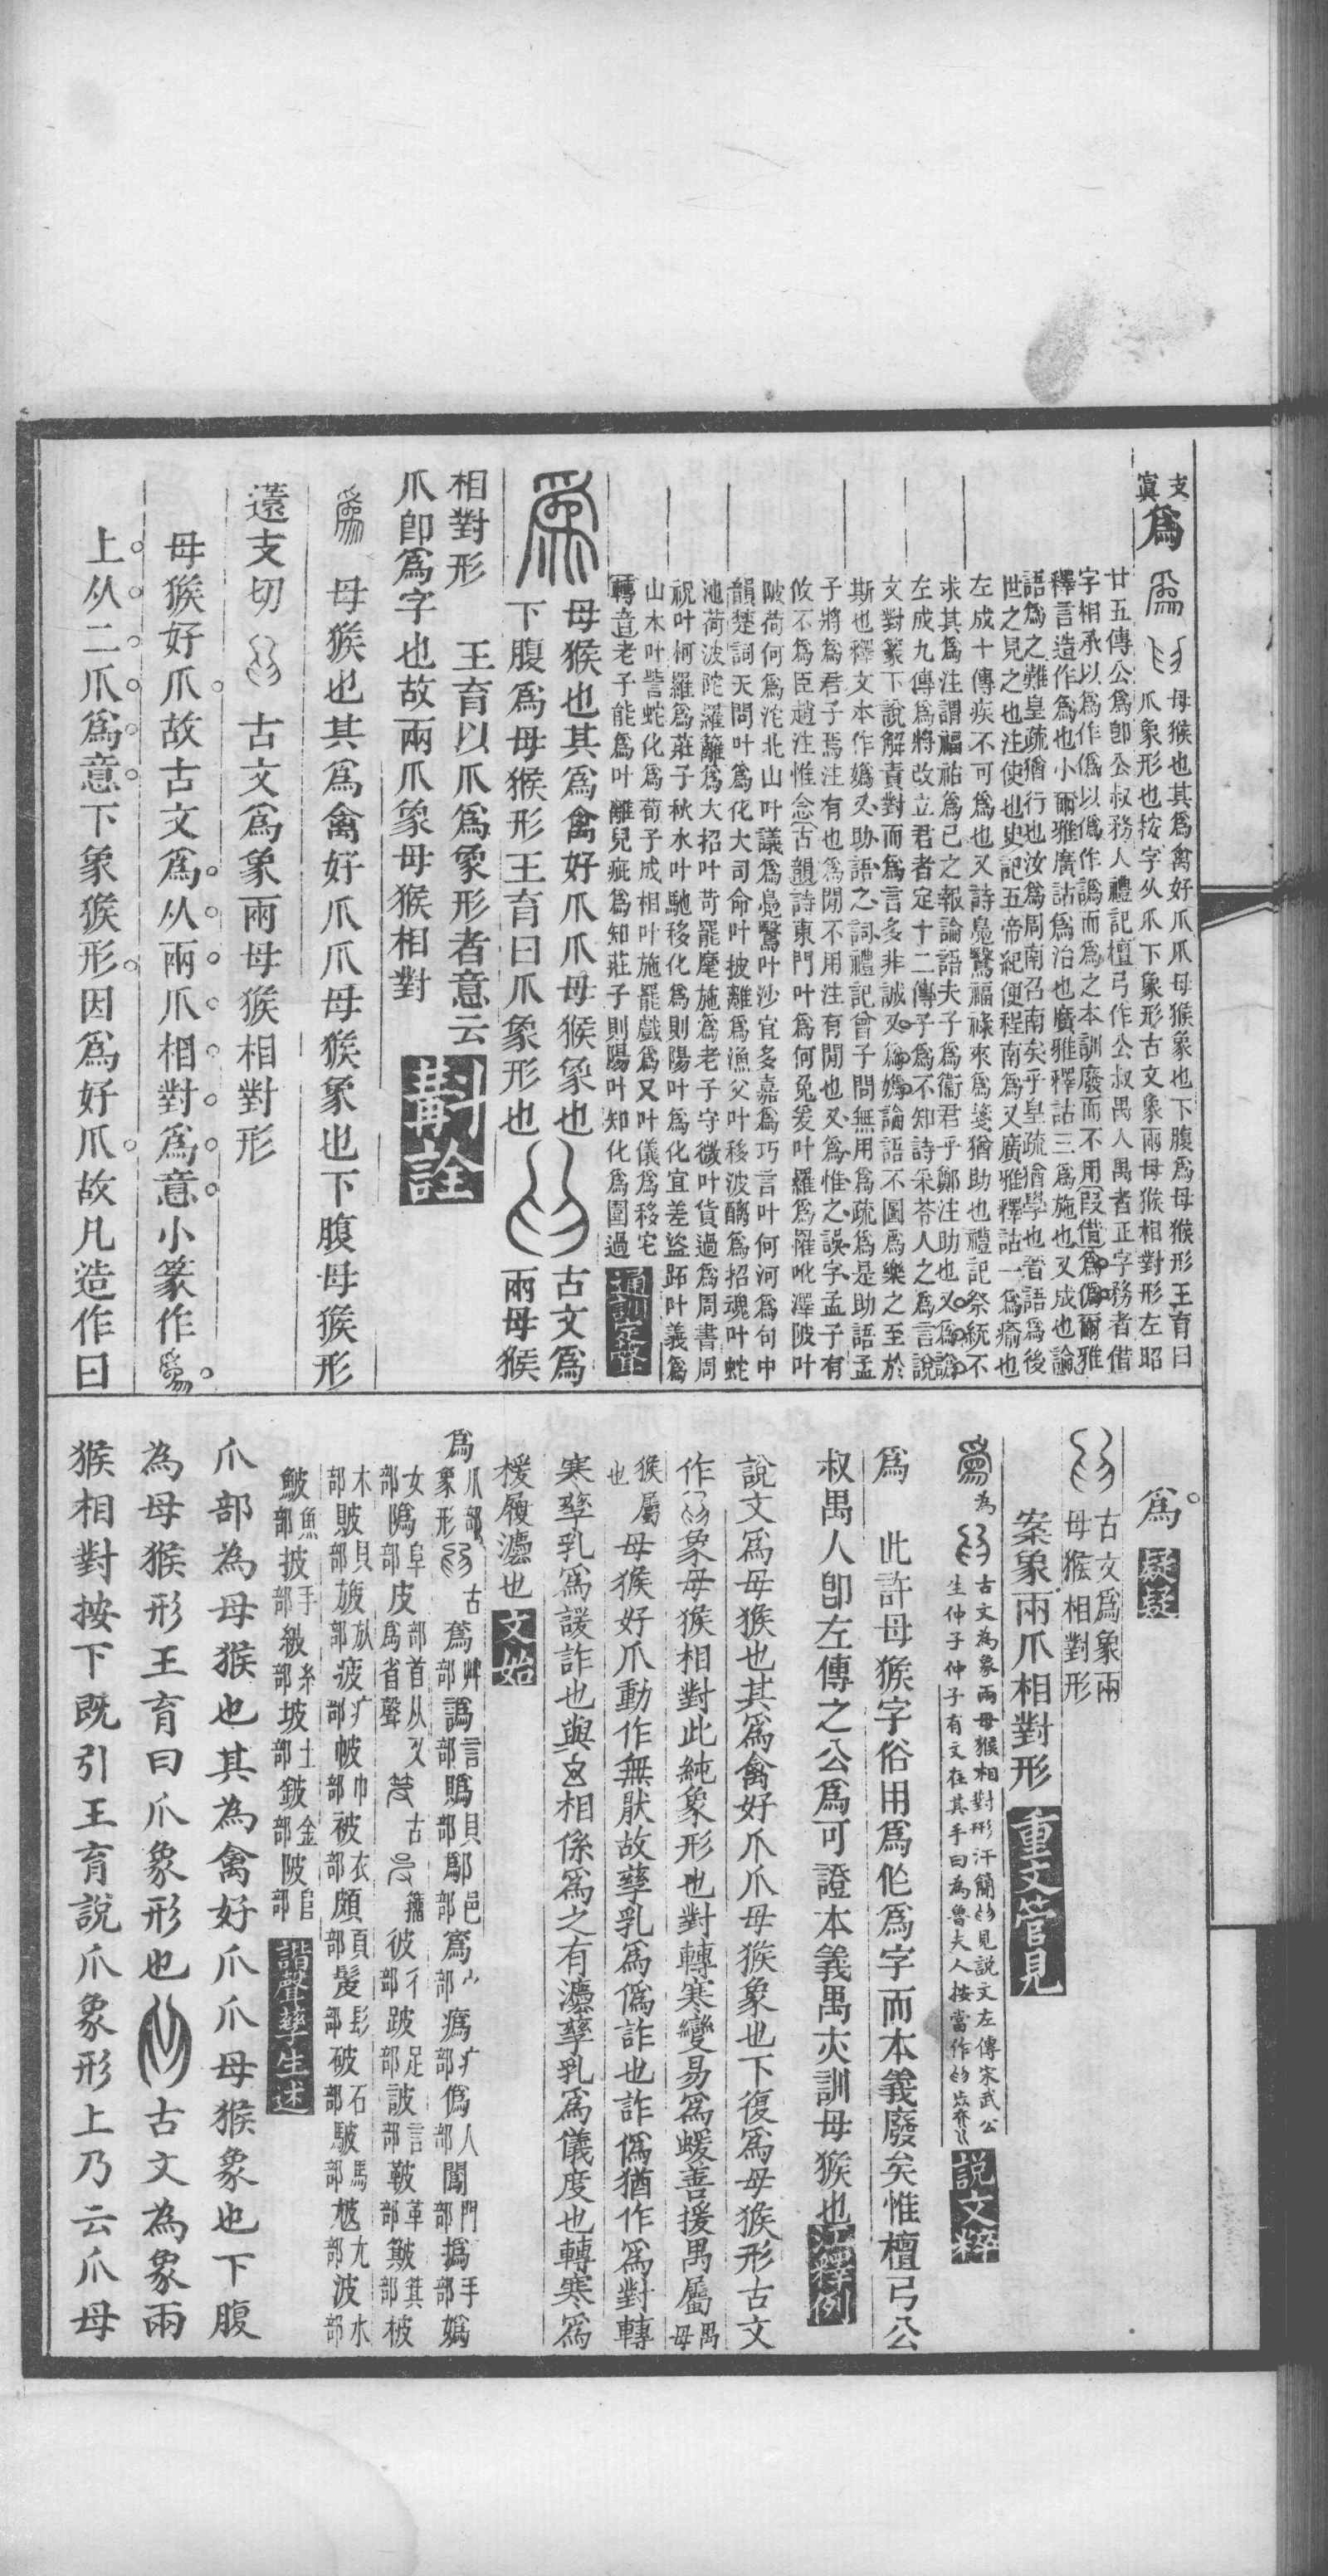 支
寘
爲
母猴也其爲禽好爪爪母猴象也下腹爲母猴形王育曰
爪象形也按字从爪下象形古文象兩母猴相對形左昭
廿五傳公爲卽公叔務人禮記檀弓作公叔禺人禺者正字務者借
字相承以爲作僞以僞作譌而爲之本訓廢而不用叚借爲僞爾雅
釋言造作爲也小爾雅廣詁爲治也廣雅釋詁三爲施也又成也論
語爲之難皇疏猶行也汝爲周南召南矣乎皇疏猶學也晉語爲後
世之見之也注使也史記五帝紀便程南爲又廣雅釋詁一爲瘉也
左成十傳疾不可爲也又詩鳧鷖福祿來爲箋猶助也禮記祭統不
求其爲注謂福祐爲己之報論語夫子爲衞君乎鄭注助也又爲譌
左成九傳爲將改立君者定十二傳子爲不知詩采苓人之爲言說
文對篆下說解責對而爲言多非誠又爲嬀論語不圖爲樂之至於
斯也釋文本作嬀又助語之詞禮記曾子問無用爲疏爲是助語孟
子將爲君子焉注有也爲閒不用注有閒也又爲惟之誤字孟子有
攸不爲臣趙注惟念古韻詩東門叶爲何兔爰叶羅爲罹吪澤陂叶
陂荷何爲沱北山叶議爲鳧鷖叶沙宜多嘉爲巧言叶何河爲句中
韻楚詞天問叶爲化大司命叶披離爲漁父叶移波醨爲招魂叶蛇
池荷波陀羅籬爲大招叶苛罷麾施爲老子守微叶貨過爲周書周
祝叶柯羅爲莊子秋水叶馳移化爲則陽叶爲化宜差盜跖叶義爲
山木叶訾蛇化爲荀子成相叶施罷戲爲又叶儀爲移宅
轉音老子能爲叶離兒疵爲知莊子則陽叶知化爲圍過
通訓定聲
母猴也其爲禽好爪爪母猴象也
下腹爲母猴形王育曰爪象形也
古文爲
兩母猴
相對形 王育以爪爲象形者意云
爪卽爲字也故兩爪象母猴相對
斠詮
母猴也其爲禽好爪爪母猴象也下腹母猴形
薳支切 古文爲象兩母猴相對形
母猴好爪故古文爲从兩爪相對爲意小篆作
上从二爪爲意下象猴形因爲好爪故凡造作曰
爲 疑疑
古文爲象兩
母猴相對形
案象兩爪相對形 重文管見
為
古文為象兩母猴相對形汗簡見說文左傳宋武公
生仲子仲子有文在其手曰為魯夫人按當作
說文粹
爲 此許母猴字俗用爲作爲字而本義廢矣惟檀弓公
叔禺人卽左傳之公爲可證本義禺亦訓母猴也 江釋例
說文爲母猴也其爲禽好爪爪母猴象也下復爲母猴形古文
作 象母猴相對此純象形也對轉寒變易爲蝯善援禺屬 禺母
猴屬也 母猴好爪動作無猒故孳乳爲僞詐也詐僞猶作爲對轉
寒孳乳爲諼詐也與 相係爲之有灋孳乳爲儀度也轉寒爲
楥履灋也 文始
爲 爪部象形 古 蒍 艸部 譌 言部 賜 貝部 鄬 邑部 寪 宀部 㾻 疒部 僞 人部 闖 門部 撝 手部 嬀
女部 隓 阜部 皮 部首从又爲省聲 古 籒 彼 彳部 跛 足部 詖 言部 鞁 革部 簸 箕部 柀
木部 貱 貝部 旇 㫃部 疲 疒部 帔 巾部 被 衣部 頗 頁部 髲 髟部 破 石部 駊 馬部 尳 尢部 波 水部
鮍 魚部 披 手部 紴 糸部 坡 土部 鈹 金部 陂 𨸏部 諧聲孳生述
爪部為母猴也其為禽好爪爪母猴象也下腹
為母猴形王育曰爪象形也 古文為象兩
猴相對按下既引王育說爪象形上乃云爪母